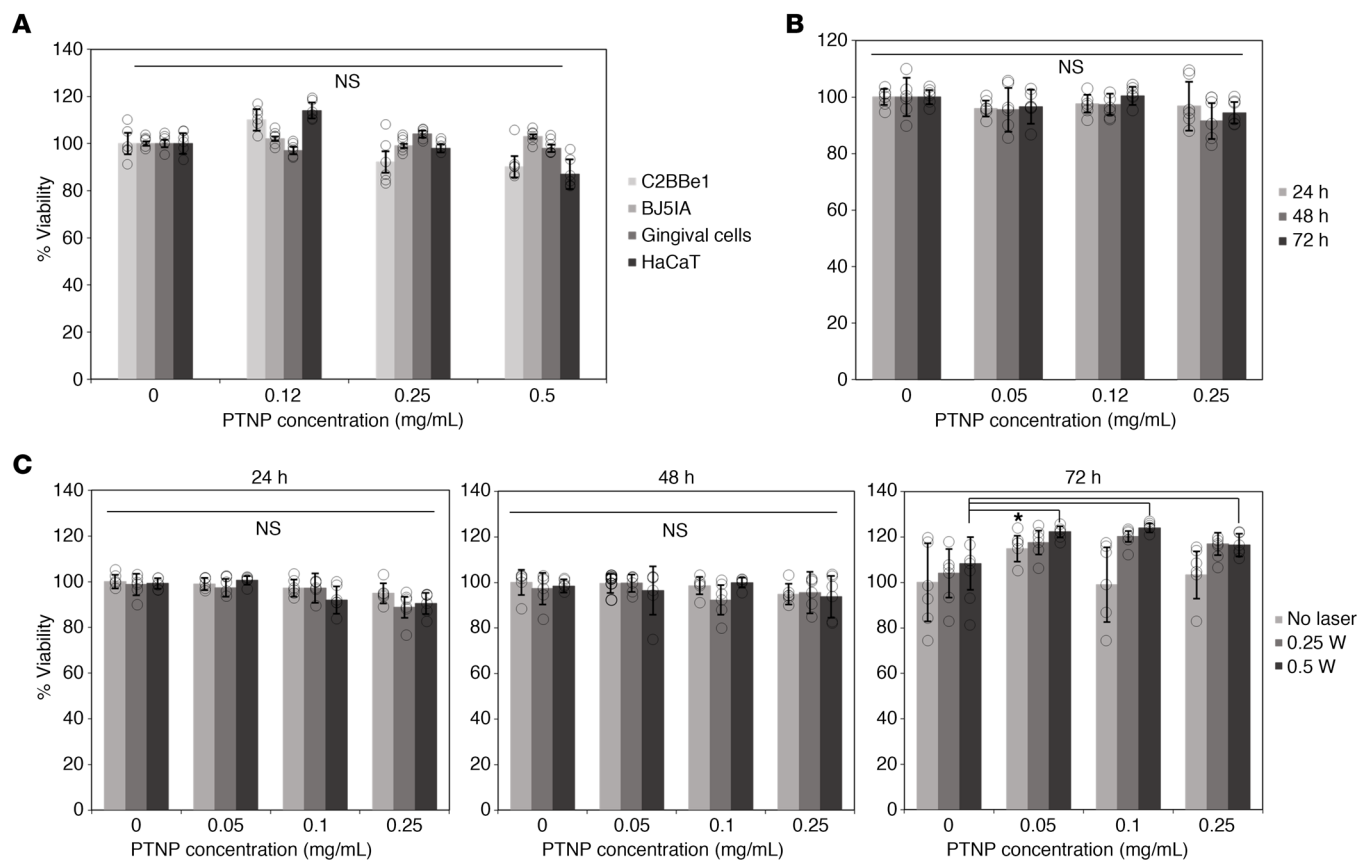 A
140
120
100
80
60
40
20
0
% Viability
NS
0 0.12 0.25 0.5
PTNP concentration (mg/mL)
C2BBe1
BJ5IA
Gingival cells
HaCaT
B
120
100
80
60
40
20
0
NS
0 0.05 0.12 0.25
PTNP concentration (mg/mL)
24 h
48 h
72 h
C
24 h
140
120
100
80
60
40
20
0
% Viability
NS
0 0.05 0.1 0.25
PTNP concentration (mg/mL)
48 h
140
120
100
80
60
40
20
0
NS
0 0.05 0.1 0.25
PTNP concentration (mg/mL)
72 h
140
120
100
80
60
40
20
0
*
0 0.05 0.1 0.25
PTNP concentration (mg/mL)
No laser
0.25 W
0.5 W